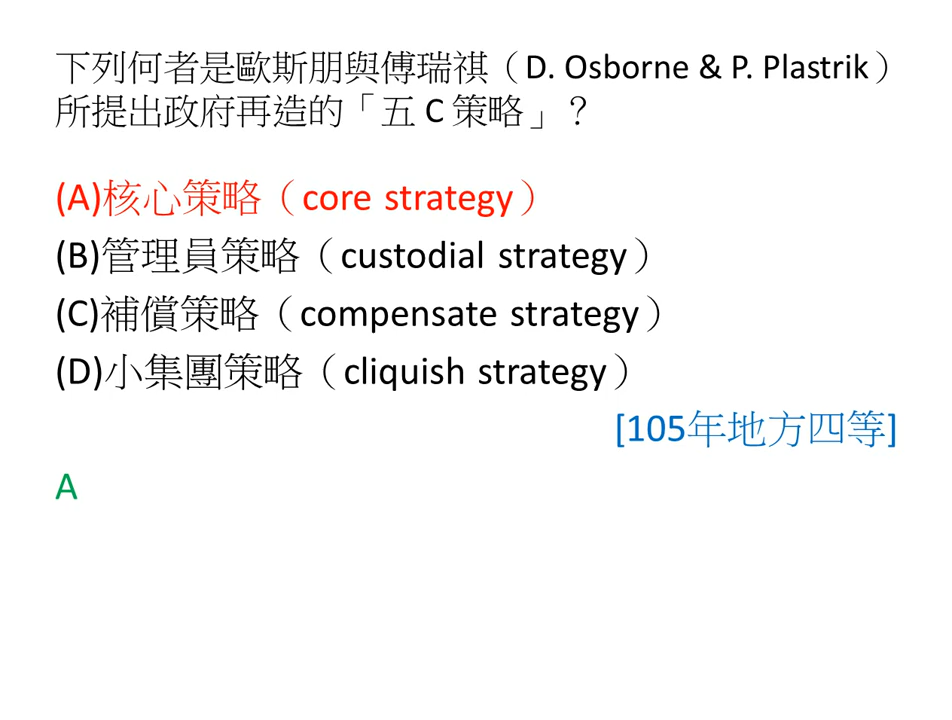 下列何者是歐斯朋與傅瑞祺（D. Osborne & P. Plastrik）
所提出政府再造的「五 C 策略」？
(A)核心策略（core strategy）
(B)管理員策略（custodial strategy）
(C)補償策略（compensate strategy）
(D)小集團策略（cliquish strategy）
[105年地方四等]
A